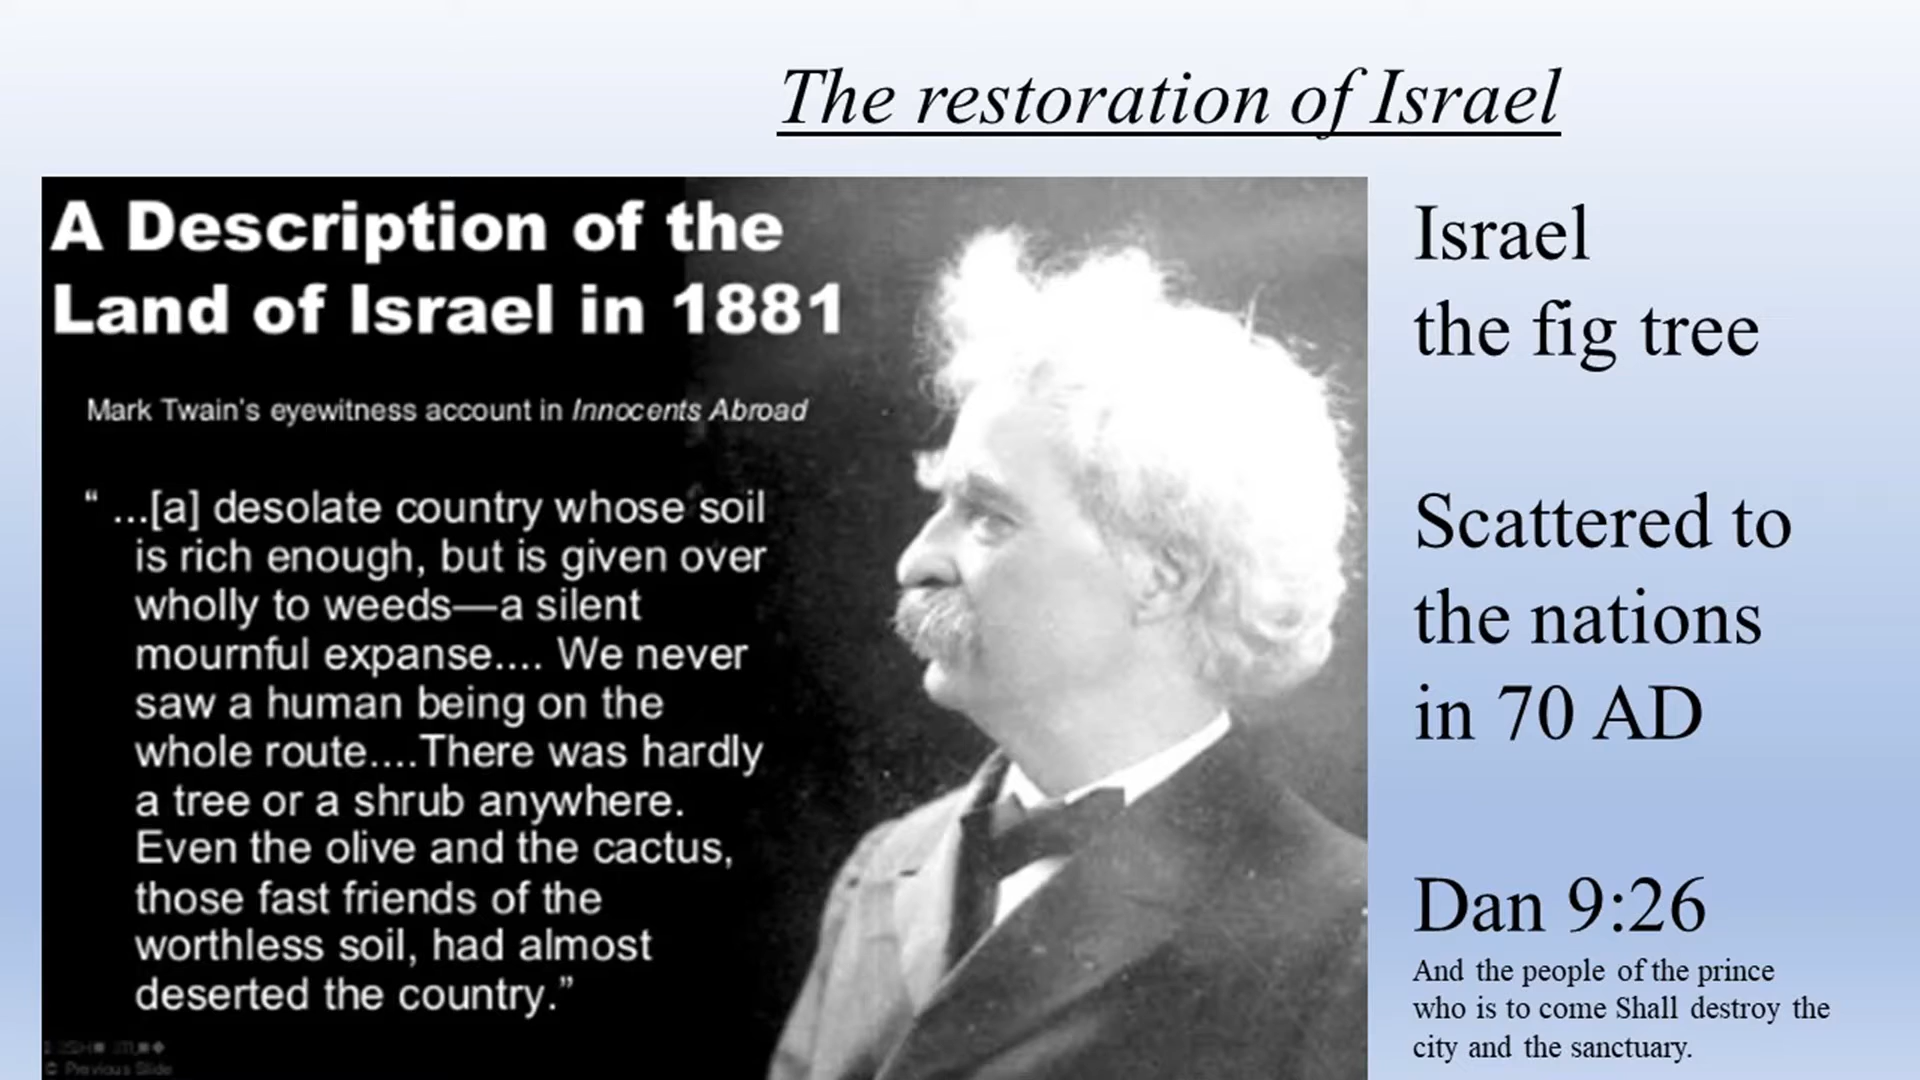 The restoration of Israel
A Description of the
Land of Israel in 1881
Mark Twain's eyewitness account in Innocents Abroad
“ ...[a] desolate country whose soil
is rich enough, but is given over
wholly to weeds—a silent
mournful expanse.... We never
saw a human being on the
whole route....There was hardly
a tree or a shrub anywhere.
Even the olive and the cactus,
those fast friends of the
worthless soil, had almost
deserted the country.”
Previous Slide
Israel
the fig tree
Scattered to
the nations
in 70 AD
Dan 9:26
And the people of the prince
who is to come Shall destroy the
city and the sanctuary.